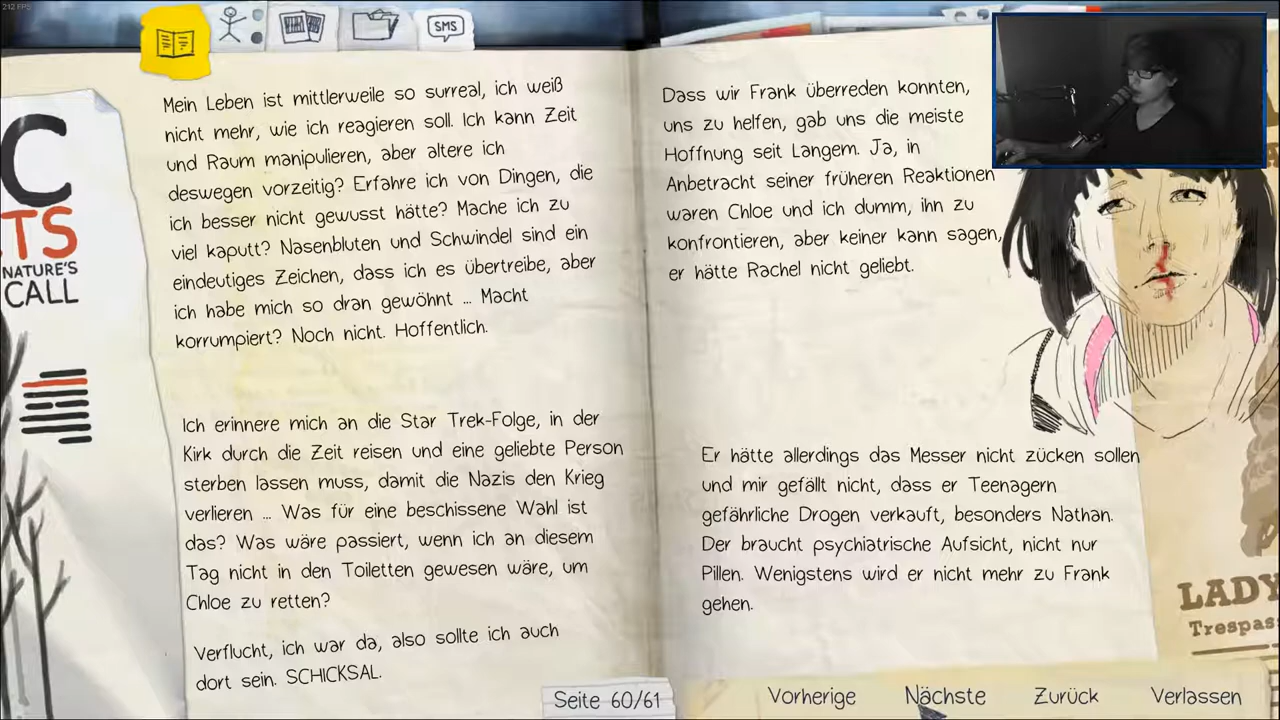 212 FPS
SMS
C
TS
NATURE'S
CALL
Mein Leben ist mittlerweile so surreal, ich weiß
nicht mehr, wie ich reagieren soll. Ich kann Zeit
und Raum manipulieren, aber altere ich
deswegen vorzeitig? Erfahre ich von Dingen, die
ich besser nicht gewusst hätte? Mache ich zu
viel kaputt? Nasenbluten und Schwindel sind ein
eindeutiges Zeichen, dass ich es übertreibe, aber
ich habe mich so dran gewöhnt ... Macht
korrumpiert? Noch nicht. Hoffentlich.
Ich erinnere mich an die Star Trek-Folge, in der
Kirk durch die Zeit reisen und eine geliebte Person
sterben lassen muss, damit die Nazis den Krieg
verlieren ... Was für eine beschissene Wahl ist
das? Was wäre passiert, wenn ich an diesem
Tag nicht in den Toiletten gewesen wäre, um
Chloe zu retten?
Verflucht, ich war da, also sollte ich auch
dort sein. SCHICKSAL.
Dass wir Frank überreden konnten,
uns zu helfen, gab uns die meiste
Hoffnung seit Langem. Ja, in
Anbetracht seiner früheren Reaktionen
waren Chloe und ich dumm, ihn zu
konfrontieren, aber keiner kann sagen,
er hätte Rachel nicht geliebt.
Er hätte allerdings das Messer nicht zücken sollen
und mir gefällt nicht, dass er Teenagern
gefährliche Drogen verkauft, besonders Nathan.
Der braucht psychiatrische Aufsicht, nicht nur
Pillen. Wenigstens wird er nicht mehr zu Frank
gehen.
LADY
Trespas
Seite 60/61
Vorherige
Nächste
Zurück
Verlassen